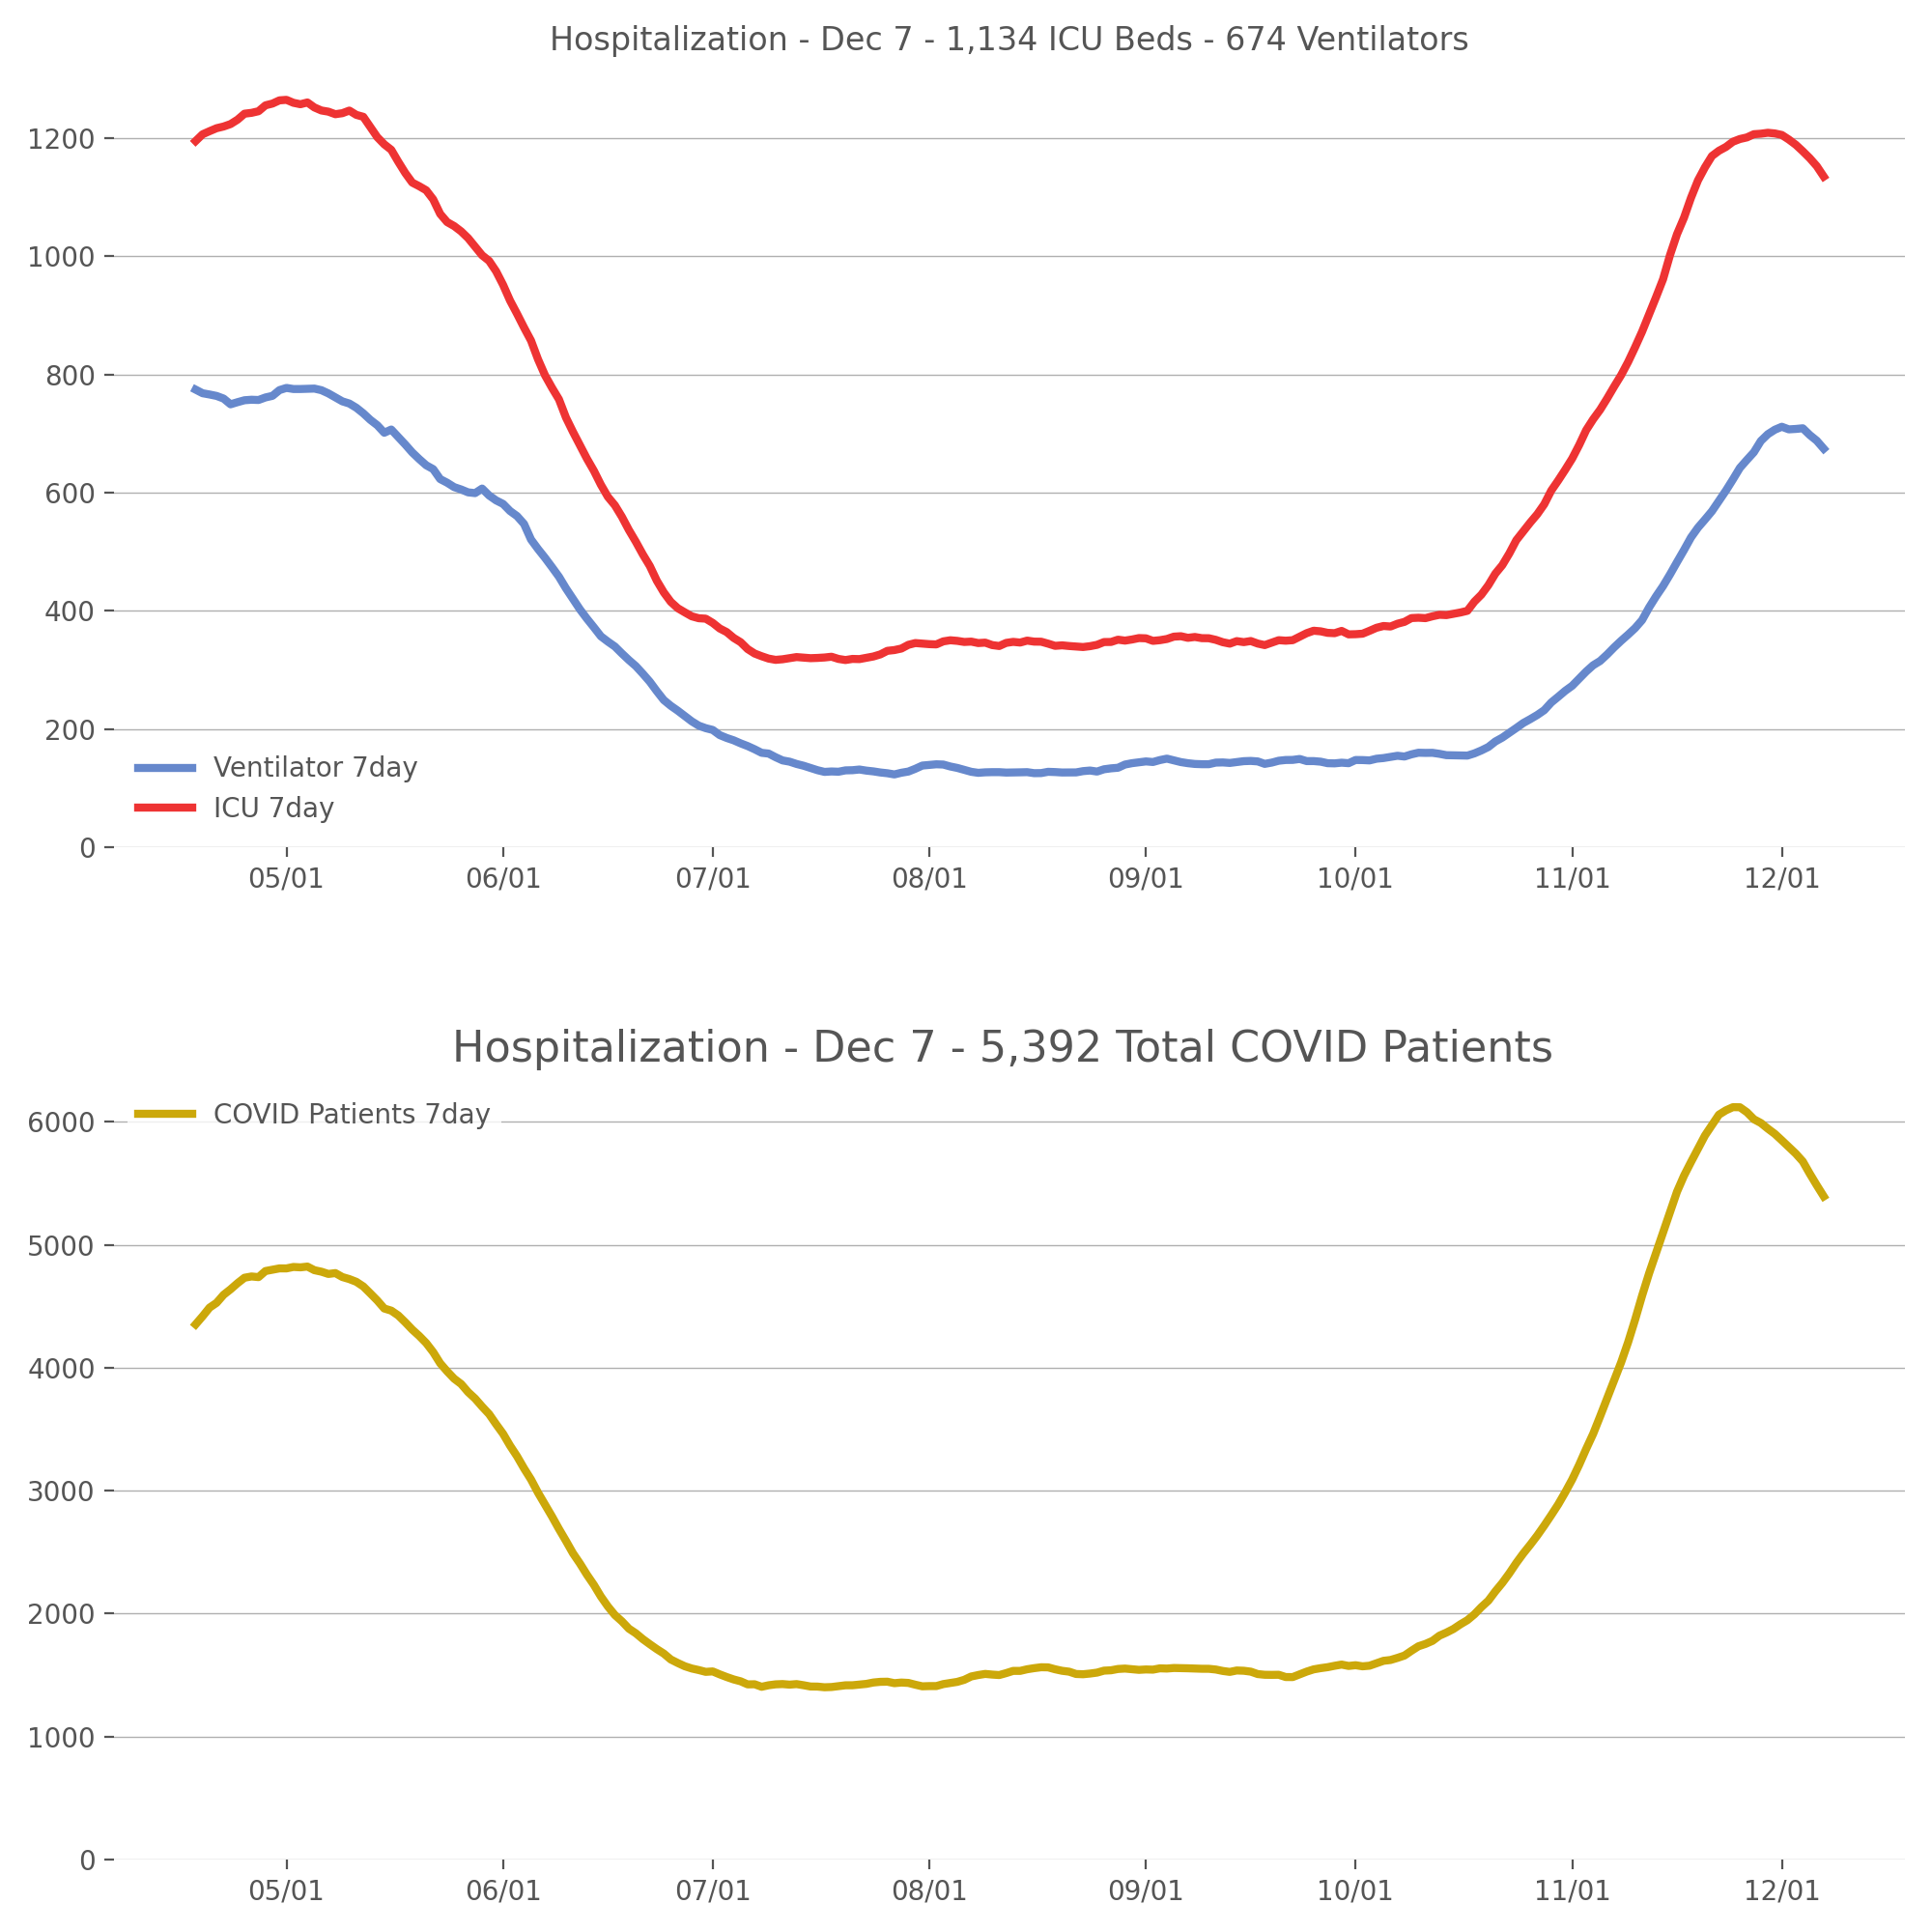 Hospitalization - Dec 7 - 1,134 ICU Beds - 674 Ventilators
1200
1000
800
600
400
200
0
Ventilator 7day
ICU 7day
05/01 06/01 07/01 08/01 09/01 10/01 11/01 12/01
Hospitalization - Dec 7 - 5,392 Total COVID Patients
COVID Patients 7day
6000
5000
4000
3000
2000
1000
0
05/01 06/01 07/01 08/01 09/01 10/01 11/01 12/01